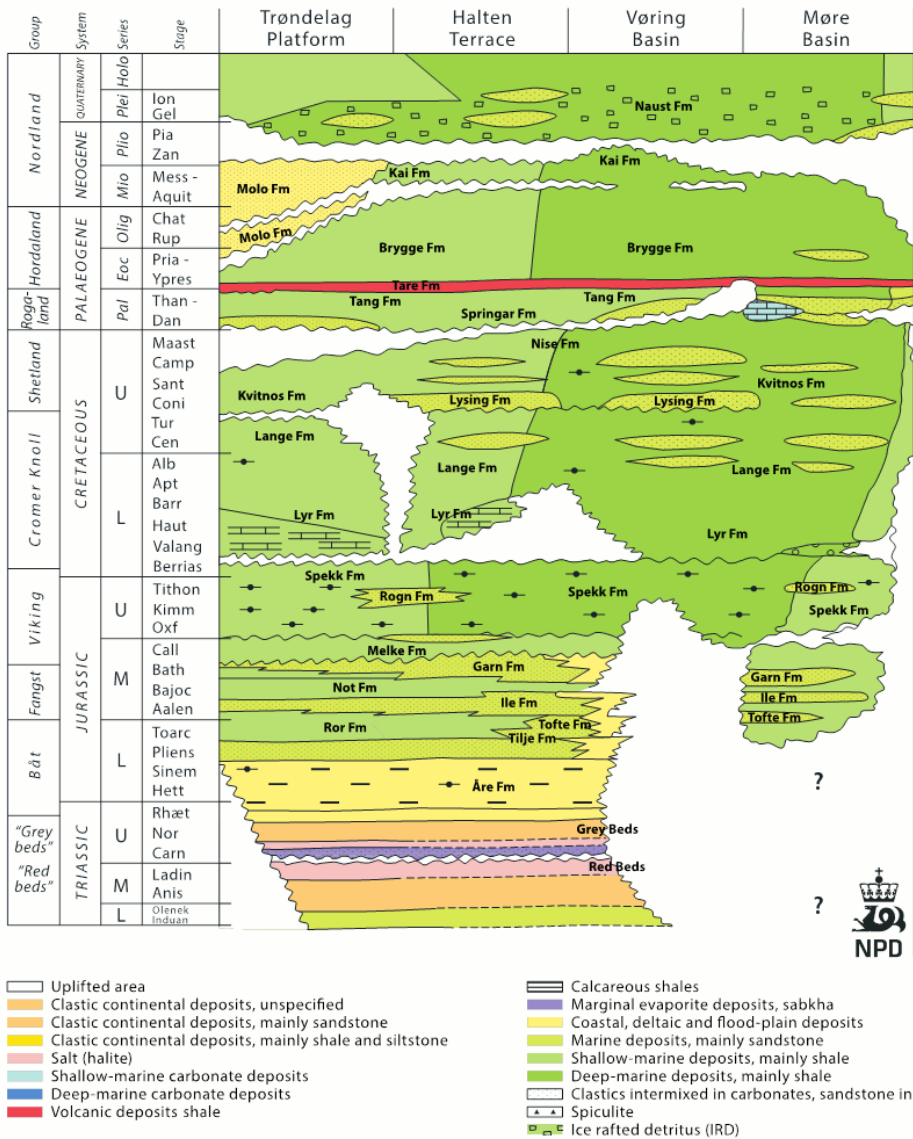 Group
System
Series
Stage
Trøndelag
Platform
Halten
Terrace
Vøring
Basin
Møre
Basin
Nordland
Hordaland
Roga-
land
Shetland
Cromer Knoll
Viking
Fangst
Båt
"Grey
beds"
"Red
beds"
QUATERNARY
NEOGENE
PALAEOGENE
CRETACEOUS
JURASSIC
TRIASSIC
Holo
Plei
Plio
Mio
Olig
Eoc
Pal
U
L
U
M
L
U
M
L
Ion
Gel
Pia
Zan
Mess -
Aquit
Chat
Rup
Pria -
Ypres
Than -
Dan
Maast
Camp
Sant
Coni
Tur
Cen
Alb
Apt
Barr
Haut
Valang
Berrias
Tithon
Kimm
Oxf
Call
Bath
Bajoc
Aalen
Toarc
Pliens
Sinem
Hett
Rhæt
Nor
Carn
Ladin
Anis
Olenek
Induan
Naust Fm
Kai Fm
Kai Fm
Molo Fm
Molo Fm
Brygge Fm
Brygge Fm
Tare Fm
Tang Fm
Tang Fm
Springar Fm
Nise Fm
Kvitnos Fm
Kvitnos Fm
Lysing Fm
Lysing Fm
Lange Fm
Lange Fm
Lange Fm
Lyr Fm
Lyr Fm
Lyr Fm
Spekk Fm
Spekk Fm
Rogn Fm
Rogn Fm
Spekk Fm
Melke Fm
Garn Fm
Garn Fm
Not Fm
Ile Fm
Ile Fm
Ror Fm
Tofte Fm
Tofte Fm
Tilje Fm
Åre Fm
?
Grey Beds
Red Beds
?
NPD
Uplifted area
Clastic continental deposits, unspecified
Clastic continental deposits, mainly sandstone
Clastic continental deposits, mainly shale and siltstone
Salt (halite)
Shallow-marine carbonate deposits
Deep-marine carbonate deposits
Volcanic deposits shale
Calcareous shales
Marginal evaporite deposits, sabkha
Coastal, deltaic and flood-plain deposits
Marine deposits, mainly sandstone
Shallow-marine deposits, mainly shale
Deep-marine deposits, mainly shale
Clastics intermixed in carbonates, sandstone in
Spiculite
Ice rafted detritus (IRD)